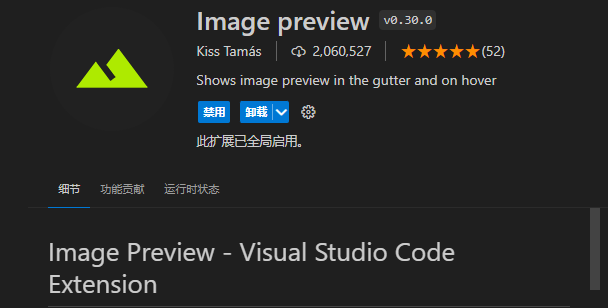 Image preview v0.30.0
Kiss Tamás 2,060,527 (52)
Shows image preview in the gutter and on hover
禁用 卸载
此扩展已全局启用。
细节 功能贡献 运行时状态
Image Preview - Visual Studio Code
Extension